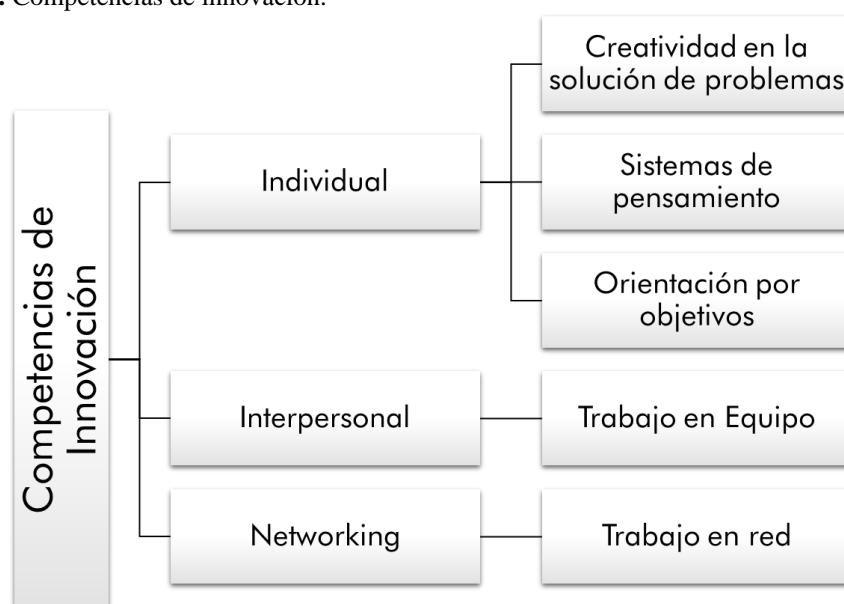 . Competencias de Innovación.
Competencias de
Innovación
Individual
Creatividad en la
solución de problemas
Sistemas de
pensamiento
Orientación por
objetivos
Interpersonal
Trabajo en Equipo
Networking
Trabajo en red